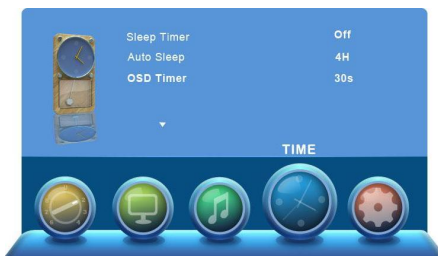 Sleep Timer Off
Auto Sleep 4H
OSD Timer 30s
TIME